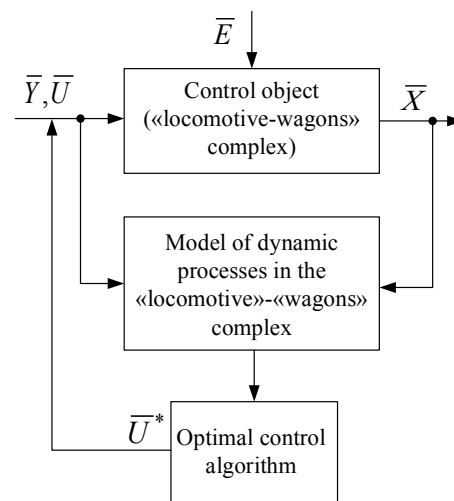 E̅
Y̅,U̅
Control object
(«locomotive-wagons»
complex)
X̅
Model of dynamic
processes in the
«locomotive»-«wagons»
complex
U̅*
Optimal control
algorithm